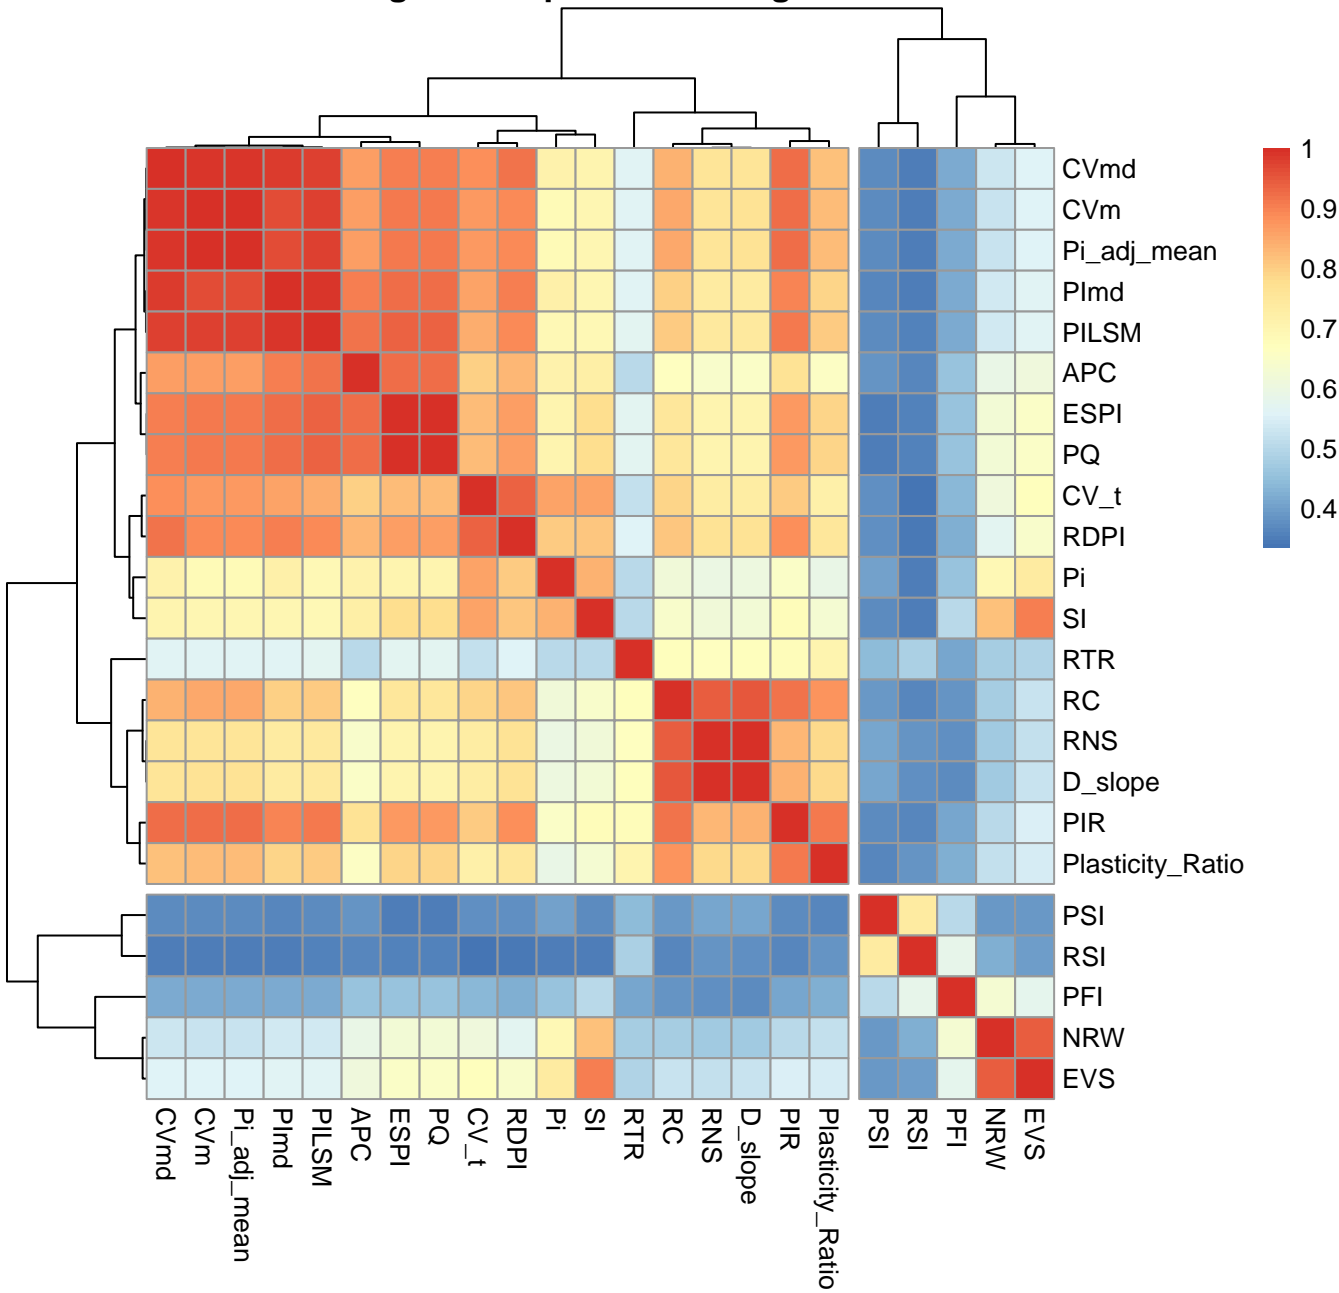 CVmd
CVm
Pi_adj_mean
PImd
PILSM
APC
ESPI
PQ
CV_t
RDPI
Pi
SI
RTR
RC
RNS
D_slope
PIR
Plasticity_Ratio
PSI
RSI
PFI
NRW
EVS
1
0.9
0.8
0.7
0.6
0.5
0.4
CVmd
CVm
Pi_adj_mean
PImd
PILSM
APC
ESPI
PQ
CV_t
RDPI
Pi
SI
RTR
RC
RNS
D_slope
PIR
Plasticity_Ratio
PSI
RSI
PFI
NRW
EVS